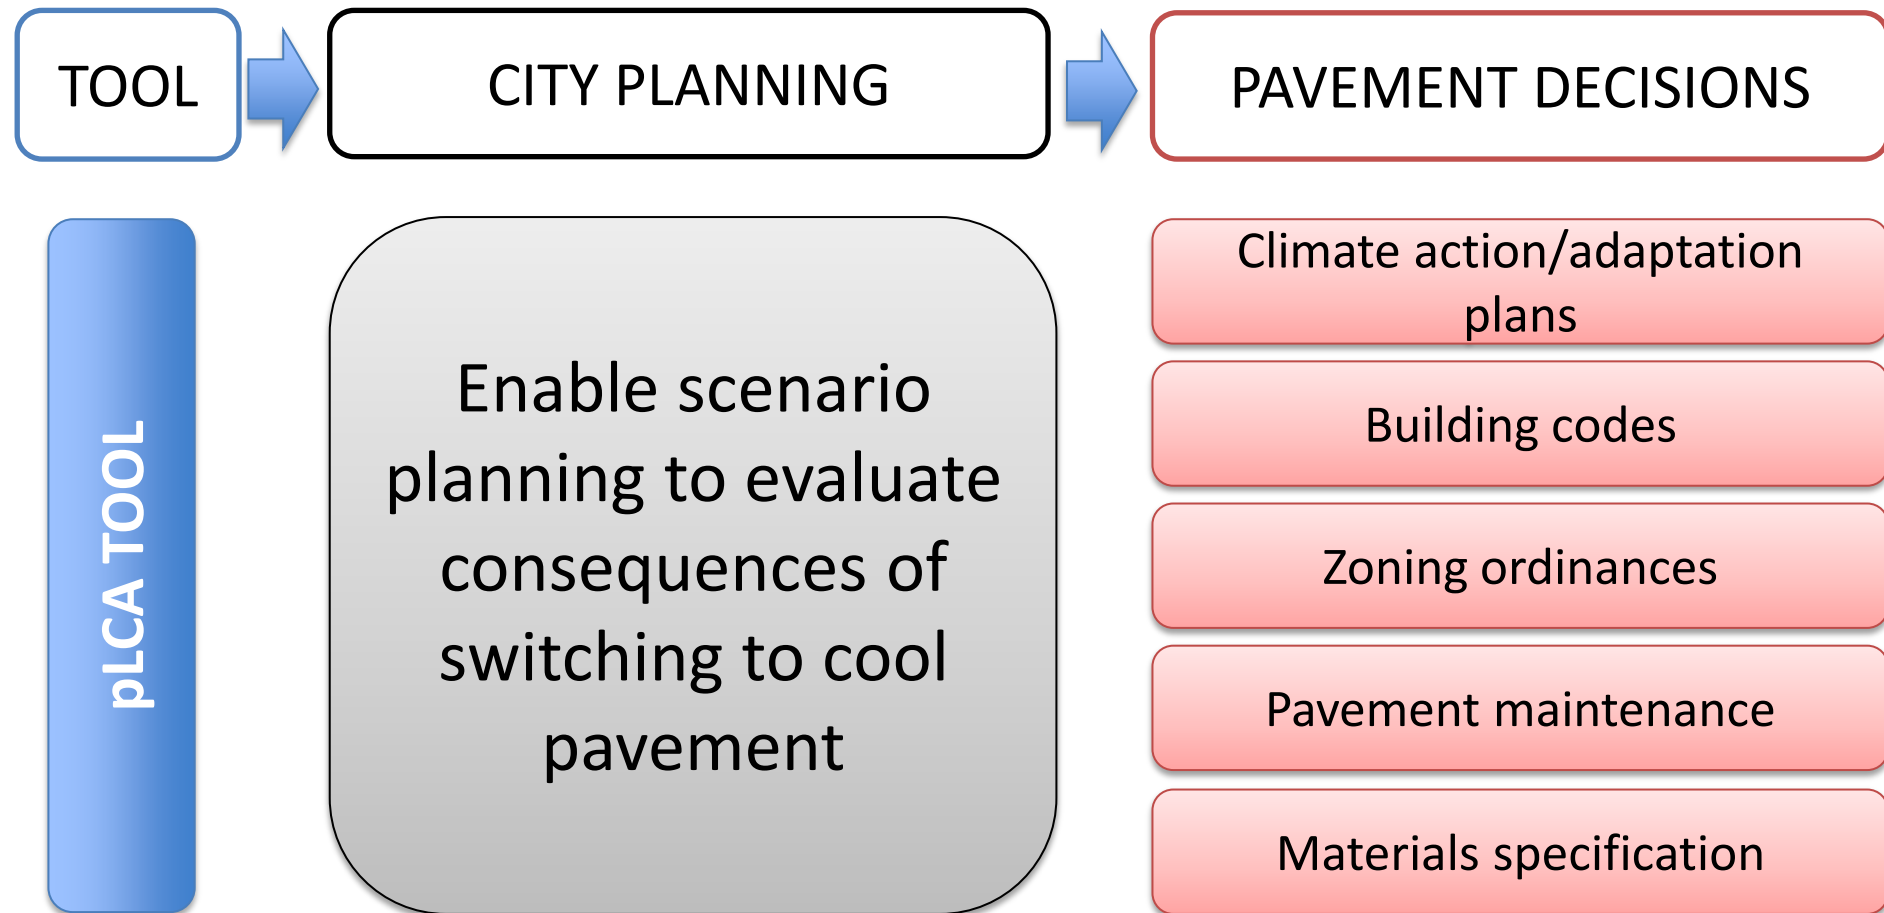 TOOL
CITY PLANNING
PAVEMENT DECISIONS
pLCA TOOL
Enable scenario
planning to evaluate
consequences of
switching to cool
pavement
Climate action/adaptation
plans
Building codes
Zoning ordinances
Pavement maintenance
Materials specification